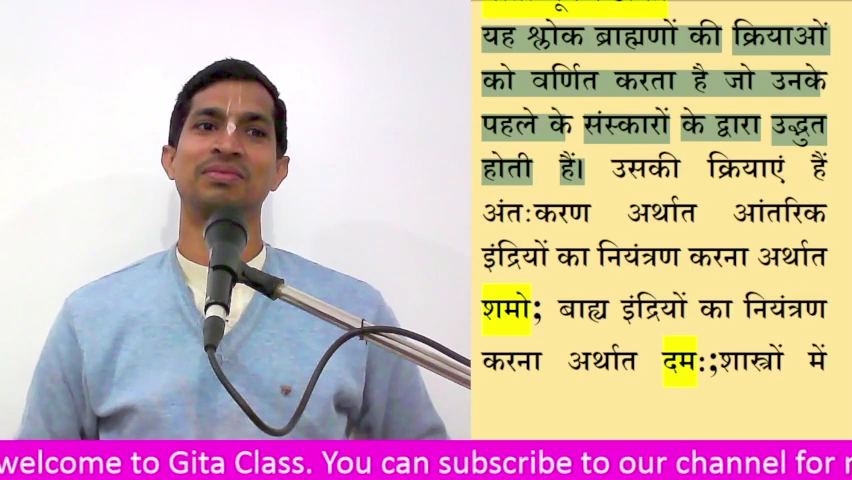 यह श्लोक ब्राह्मणों की क्रियाओं
को वर्णित करता है जो उनके
पहले के संस्कारों के द्वारा उद्भुत
होती हैं। उसकी क्रियाएं हैं
अंतःकरण अर्थात आंतरिक
इंद्रियों का नियंत्रण करना अर्थात
शमो; बाह्य इंद्रियों का नियंत्रण
करना अर्थात दमः;शास्त्रों में
welcome to Gita Class. You can subscribe to our channel for